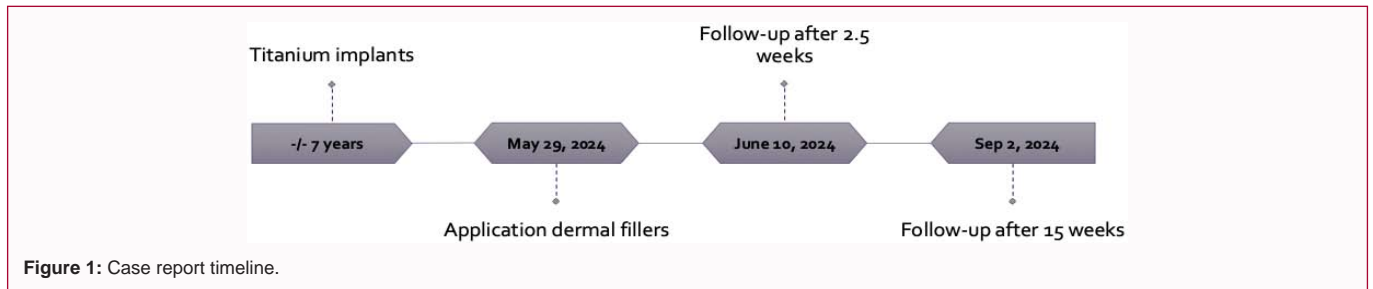 Titanium implants
Follow-up after 2.5
weeks
-/- 7 years
May 29, 2024
June 10, 2024
Sep 2, 2024
Application dermal fillers
Follow-up after 15 weeks
Figure 1: Case report timeline.